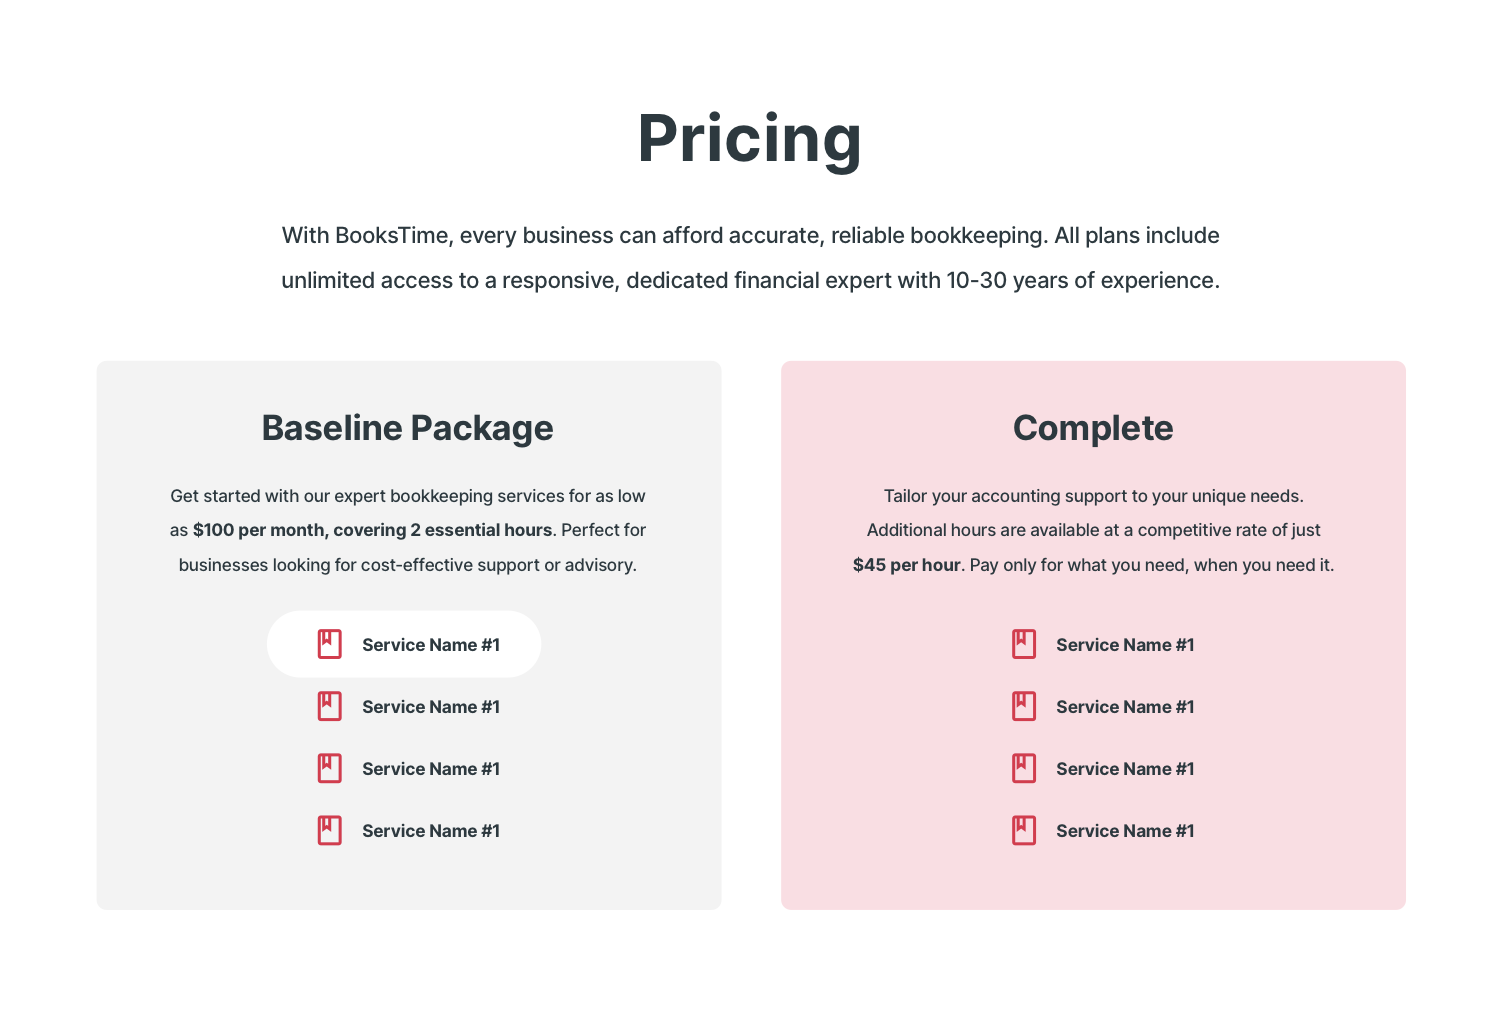 Pricing
With BooksTime, every business can afford accurate, reliable bookkeeping. All plans include
unlimited access to a responsive, dedicated financial expert with 10-30 years of experience.
Baseline Package
Get started with our expert bookkeeping services for as low
as $100 per month, covering 2 essential hours. Perfect for
businesses looking for cost-effective support or advisory.
Service Name #1
Service Name #1
Service Name #1
Service Name #1
Complete
Tailor your accounting support to your unique needs.
Additional hours are available at a competitive rate of just
$45 per hour. Pay only for what you need, when you need it.
Service Name #1
Service Name #1
Service Name #1
Service Name #1